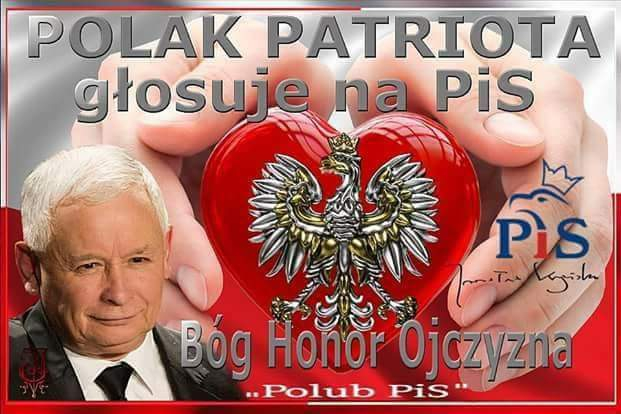 POLAK PATRIOTA
głosuje na PiS
PiS
Bóg Honor Ojczyzna
„Polub PiS"